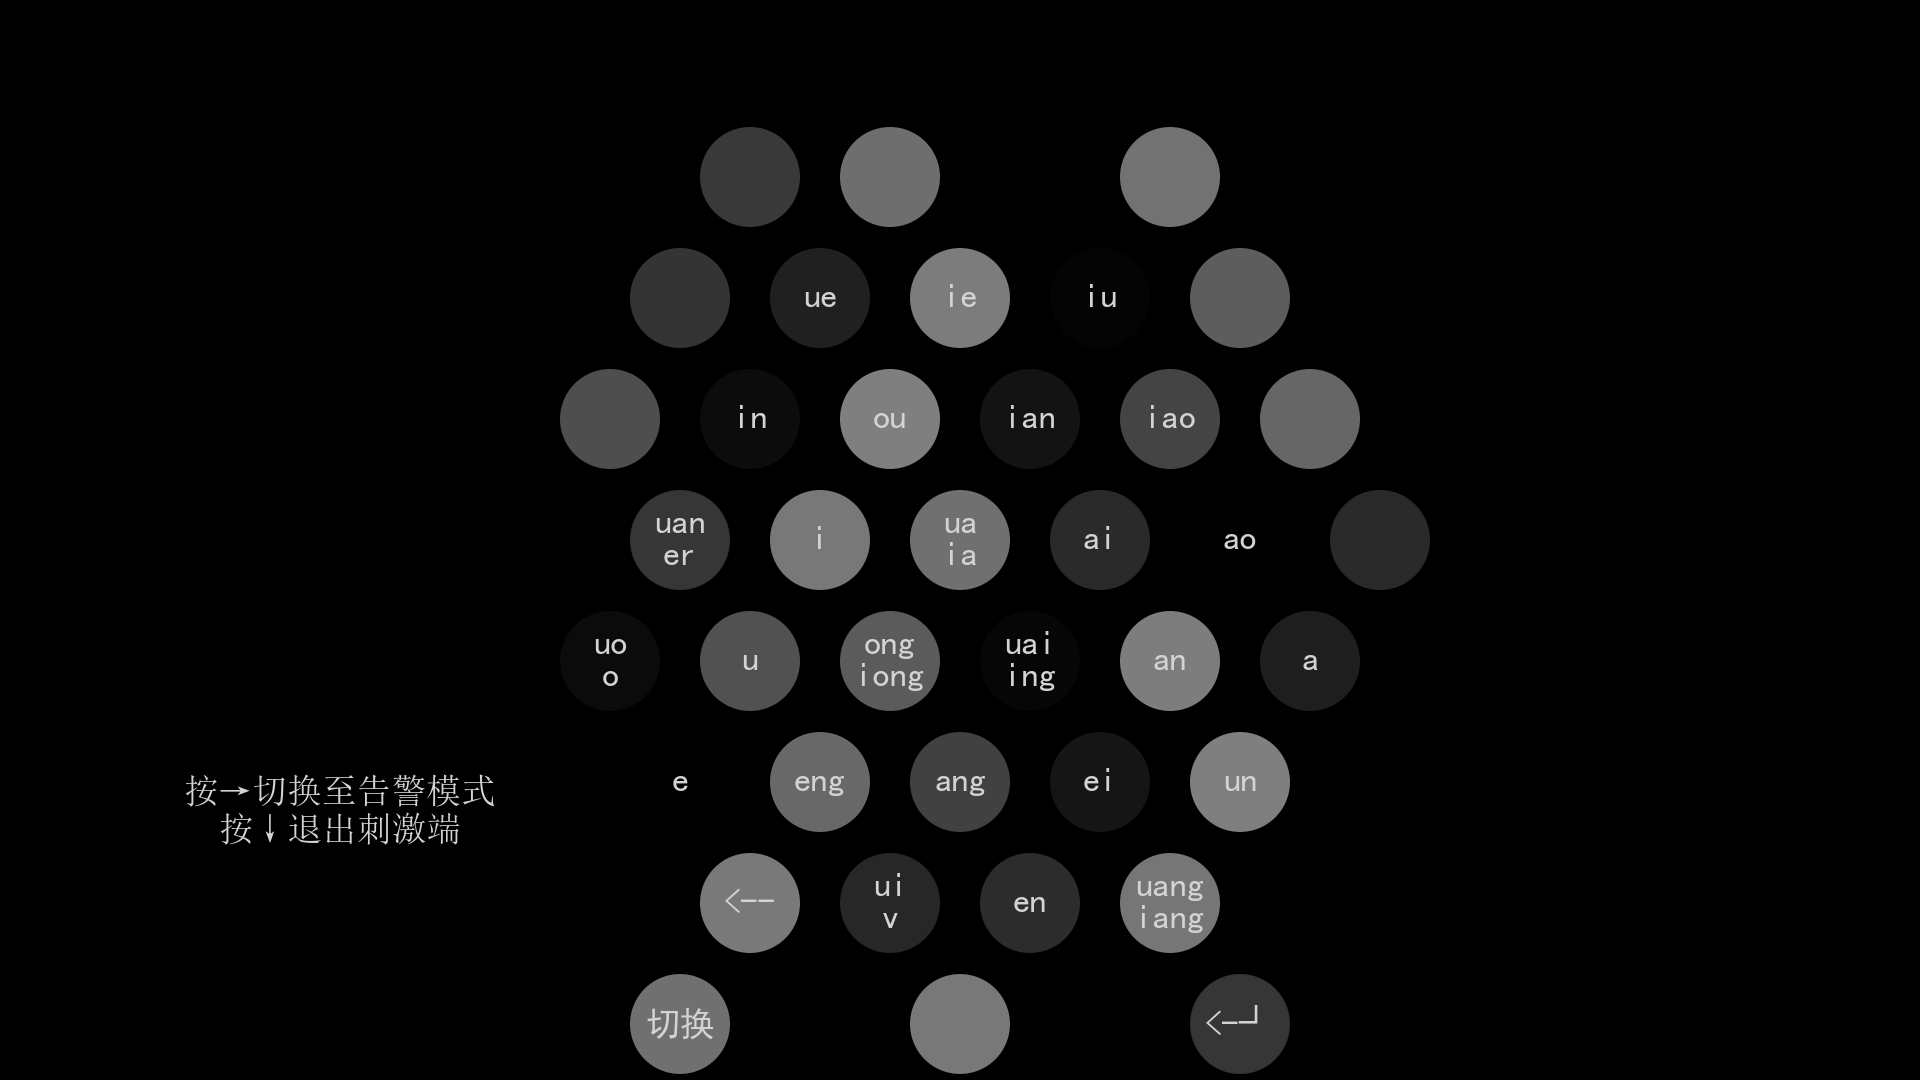 ue
ie
iu
in
ou
ian
iao
uan
er
i
ua
ia
ai
ao
uo
o
u
ong
iong
uai
ing
an
a
e
eng
ang
ei
un
按→切换至告警模式
按↓退出刺激端
<--
ui
v
en
uang
iang
切换
<-┘